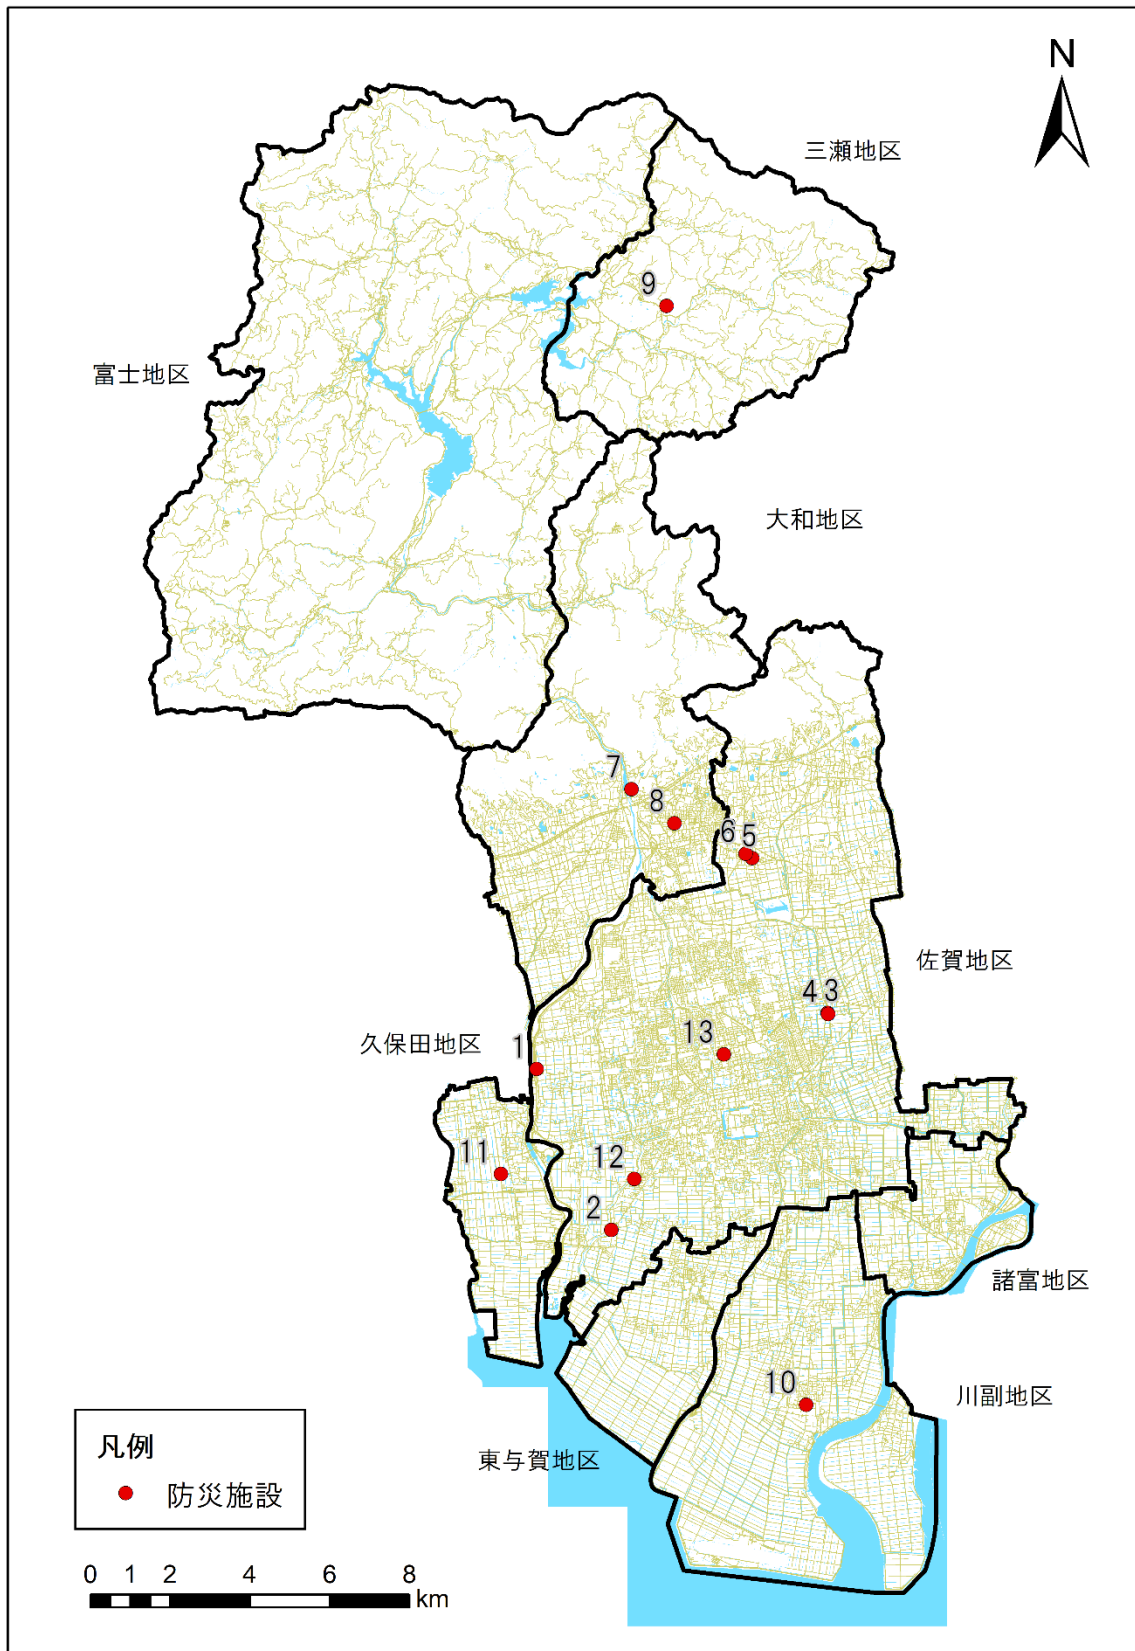 N
三瀬地区
9
富士地区
大和地区
7
8
6 5
佐賀地区
4 3
13
久保田地区
1
11
12
2
諸富地区
10
川副地区
東与賀地区
凡例
防災施設
0 1 2 4 6 8
km